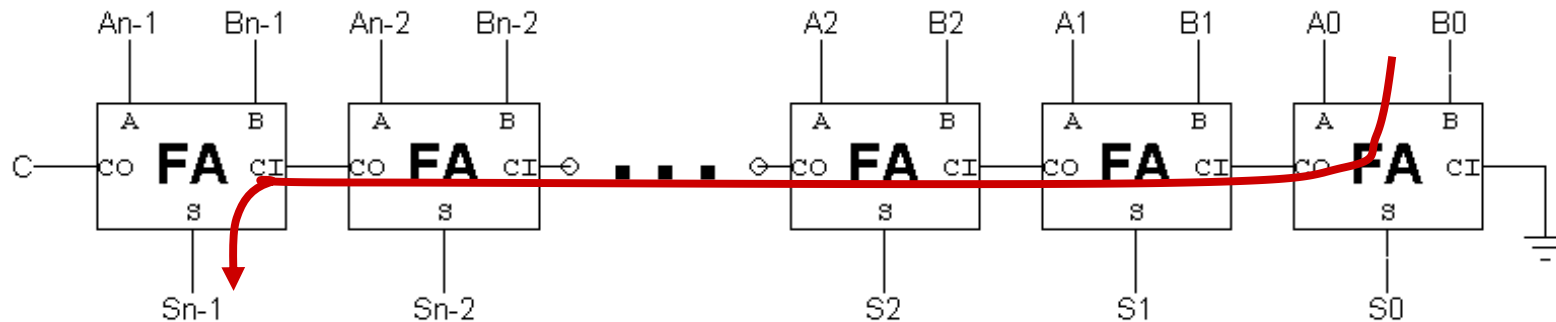 An-1 Bn-1 An-2 Bn-2 A2 B2 A1 B1 A0 B0
A B A B A B A B A B
C CO FA CI CO FA CI ... CO FA CI CO FA CI CO FA CI
S S S S S
Sn-1 Sn-2 S2 S1 S0